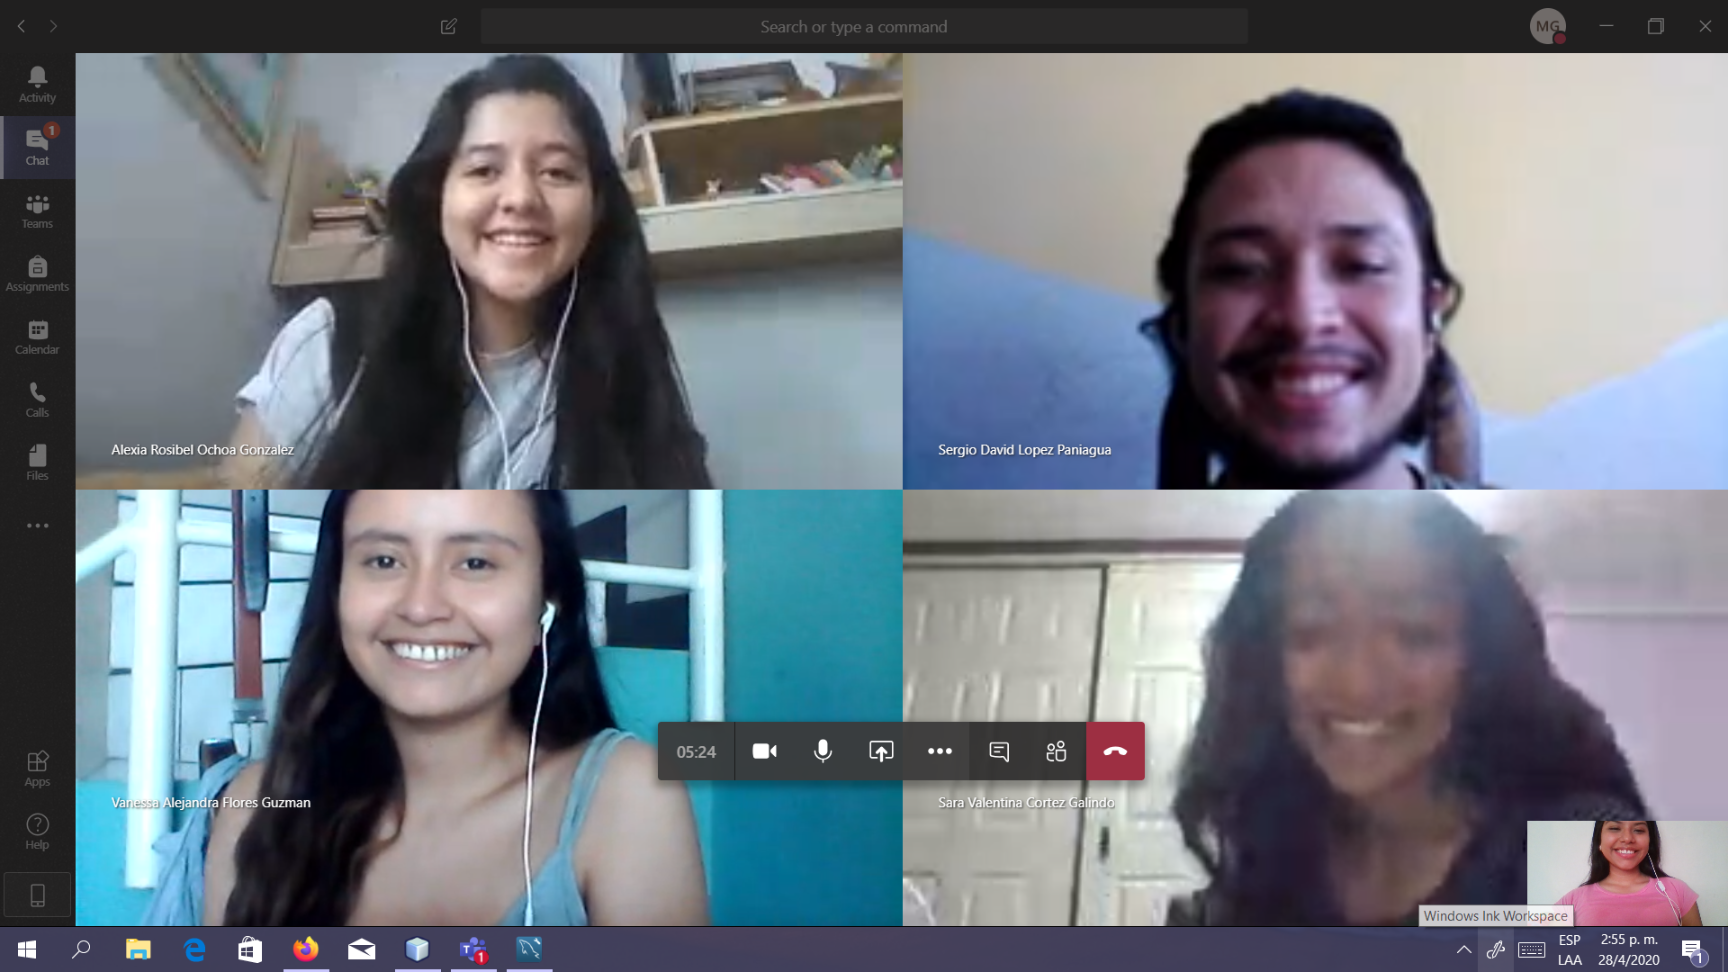 Search or type a command
MG
Activity
1
Chat
Teams
Assignments
Calendar
Calls
Files
Apps
Help
Alexia Rosibel Ochoa Gonzalez
Sergio David Lopez Paniagua
05:24
Vanessa Alejandra Flores Guzman
Sara Valentina Cortez Galindo
Windows Ink Workspace
T
1
ESP
LAA
2:55 p. m.
28/4/2020
1